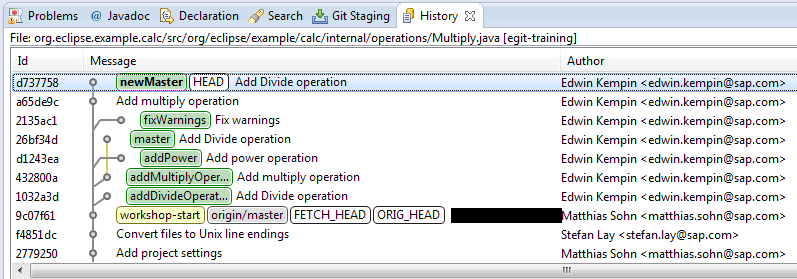 Problems @ Javadoc Declaration Search Git Staging History
File: org.eclipse.example.calc/src/org/eclipse/example/calc/internal/operations/Multiply.java [egit-training]
Id Message Author
d737758 newMaster HEAD Add Divide operation Edwin Kempin <edwin.kempin@sap.com>
a65de9c Add multiply operation Edwin Kempin <edwin.kempin@sap.com>
2135ac1 fixWarnings Fix warnings Edwin Kempin <edwin.kempin@sap.com>
26bf34d master Add Divide operation Edwin Kempin <edwin.kempin@sap.com>
d1243ea addPower Add power operation Edwin Kempin <edwin.kempin@sap.com>
432800a addMultiplyOper... Add multiply operation Edwin Kempin <edwin.kempin@sap.com>
1032a3d addDivideOperat... Add Divide operation Edwin Kempin <edwin.kempin@sap.com>
9c07f61 workshop-start origin/master FETCH_HEAD ORIG_HEAD Matthias Sohn <matthias.sohn@sap.com>
f4851dc Convert files to Unix line endings Stefan Lay <stefan.lay@sap.com>
2779250 Add project settings Matthias Sohn <matthias.sohn@sap.com>